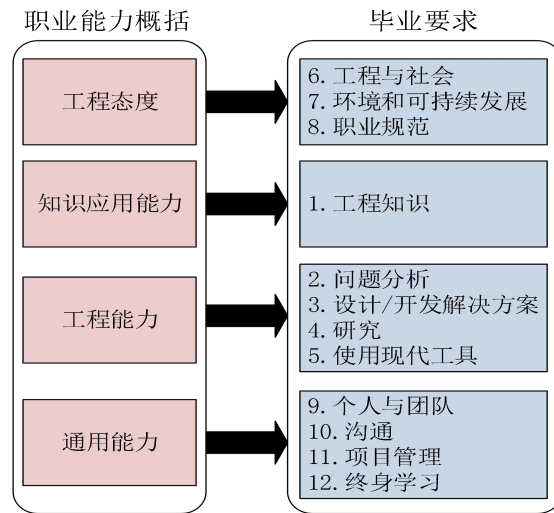 职业能力概括
毕业要求
工程态度
6. 工程与社会
7. 环境和可持续发展
8. 职业规范
知识应用能力
1. 工程知识
工程能力
2. 问题分析
3. 设计/开发解决方案
4. 研究
5. 使用现代工具
通用能力
9. 个人与团队
10. 沟通
11. 项目管理
12. 终身学习